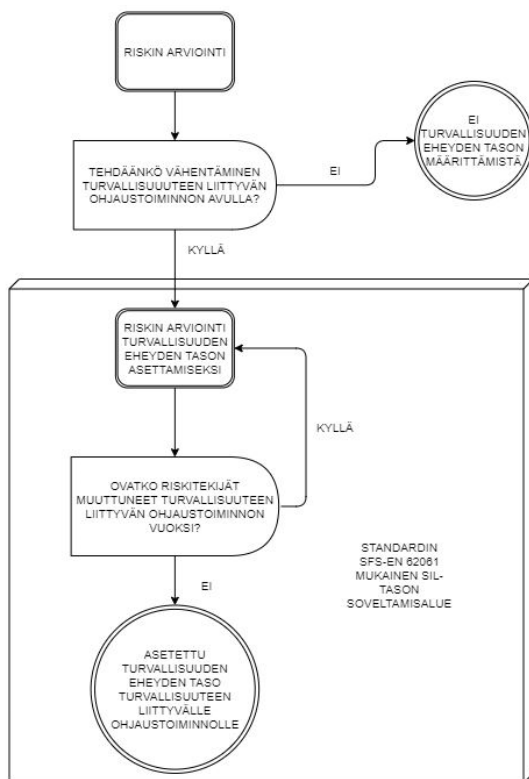 RISKIN ARVIOINTI
EI
TURVALLISUUDEN
EHEYDEN TASON
MÄÄRITTÄMISTÄ
TEHDÄÄNKÖ VÄHENTÄMINEN
TURVALLISUUUTEEN LIITTYVÄN
OHJAUSTOIMINNON AVULLA?
EI
KYLLÄ
RISKIN ARVIOINTI
TURVALLISUUDEN
EHEYDEN TASON
ASETTAMISEKSI
KYLLÄ
OVATKO RISKITEKIJÄT
MUUTTUNEET TURVALLISUUTEEN
LIITTYVÄN OHJAUSTOIMINNON
VUOKSI?
STANDARDIN
SFS-EN 62061
MUKAINEN SIL-
TASON
SOVELTAMISALUE
EI
ASETETTU
TURVALLISUUDEN
EHEYDEN TASO
TURVALLISUUTEEN
LIITTYVÄLLE
OHJAUSTOIMINNOLLE